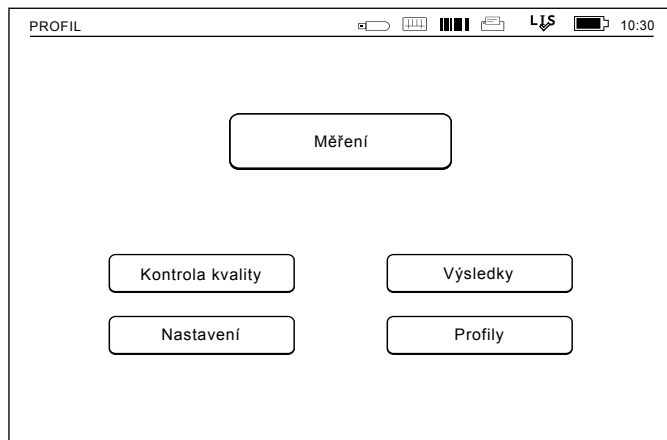 PROFIL LIS 10:30
Měření
Kontrola kvality Výsledky
Nastavení Profily